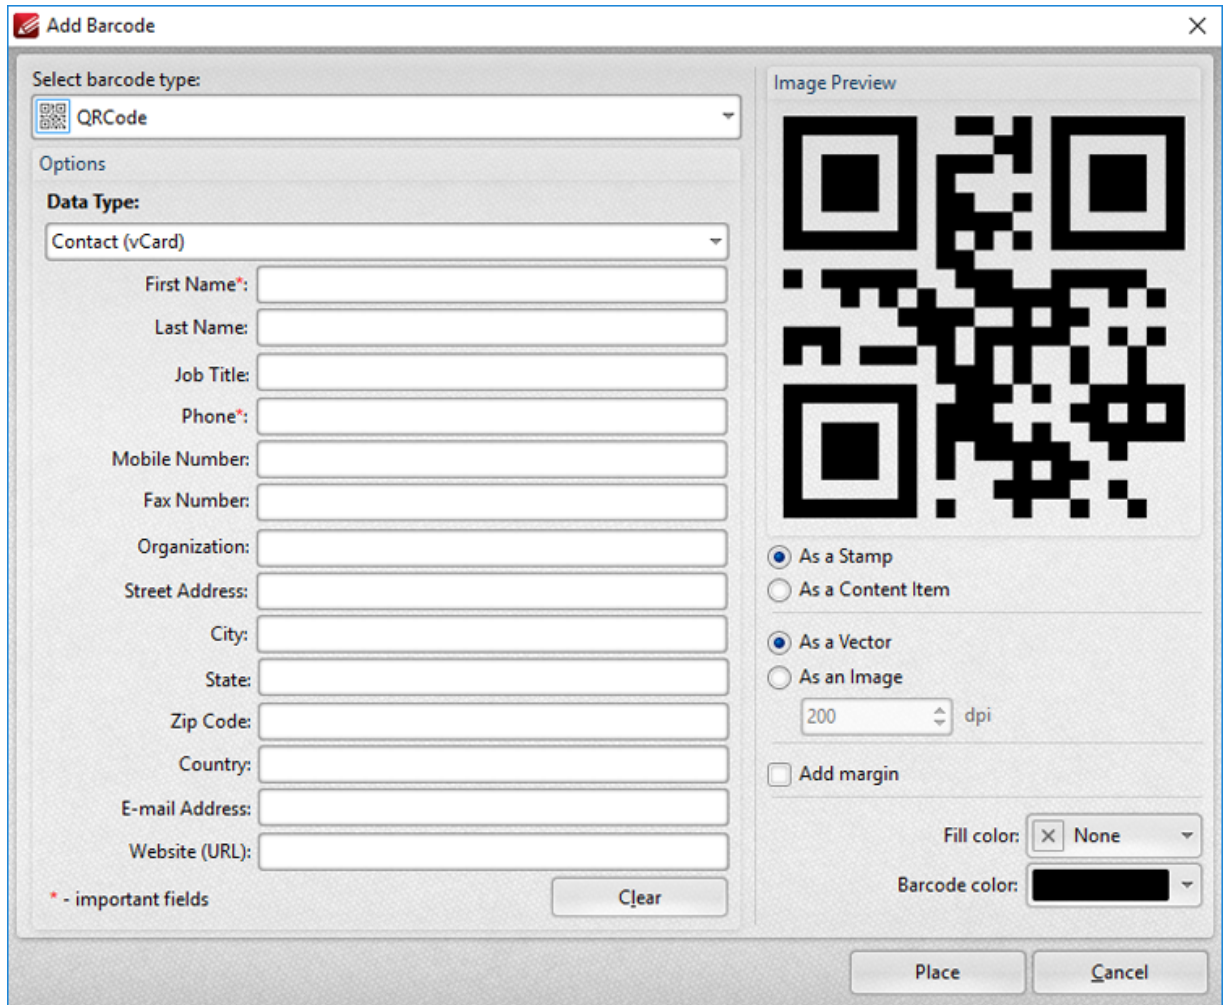 Add Barcode
Select barcode type:
QRCode
Options
Data Type:
Contact (vCard)
First Name*:
Last Name:
Job Title:
Phone*:
Mobile Number:
Fax Number:
Organization:
Street Address:
City:
State:
Zip Code:
Country:
E-mail Address:
Website (URL):
* - important fields
Clear
Image Preview
As a Stamp
As a Content Item
As a Vector
As an Image
200 dpi
Add margin
Fill color: None
Barcode color:
Place
Cancel